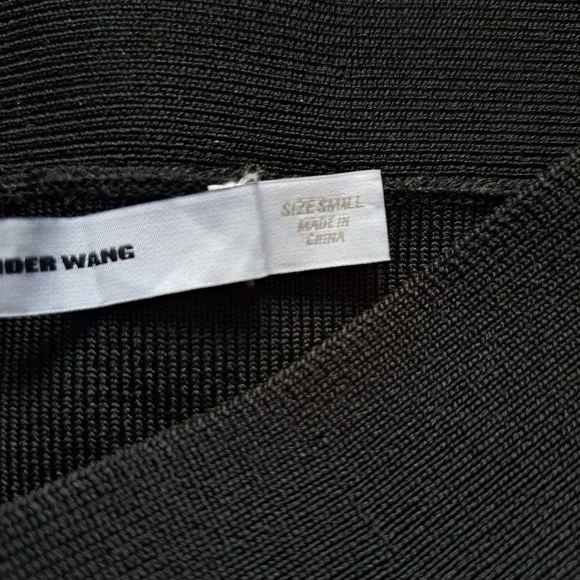 NDER WANG
SIZE SMALL
MADE IN
CHINA